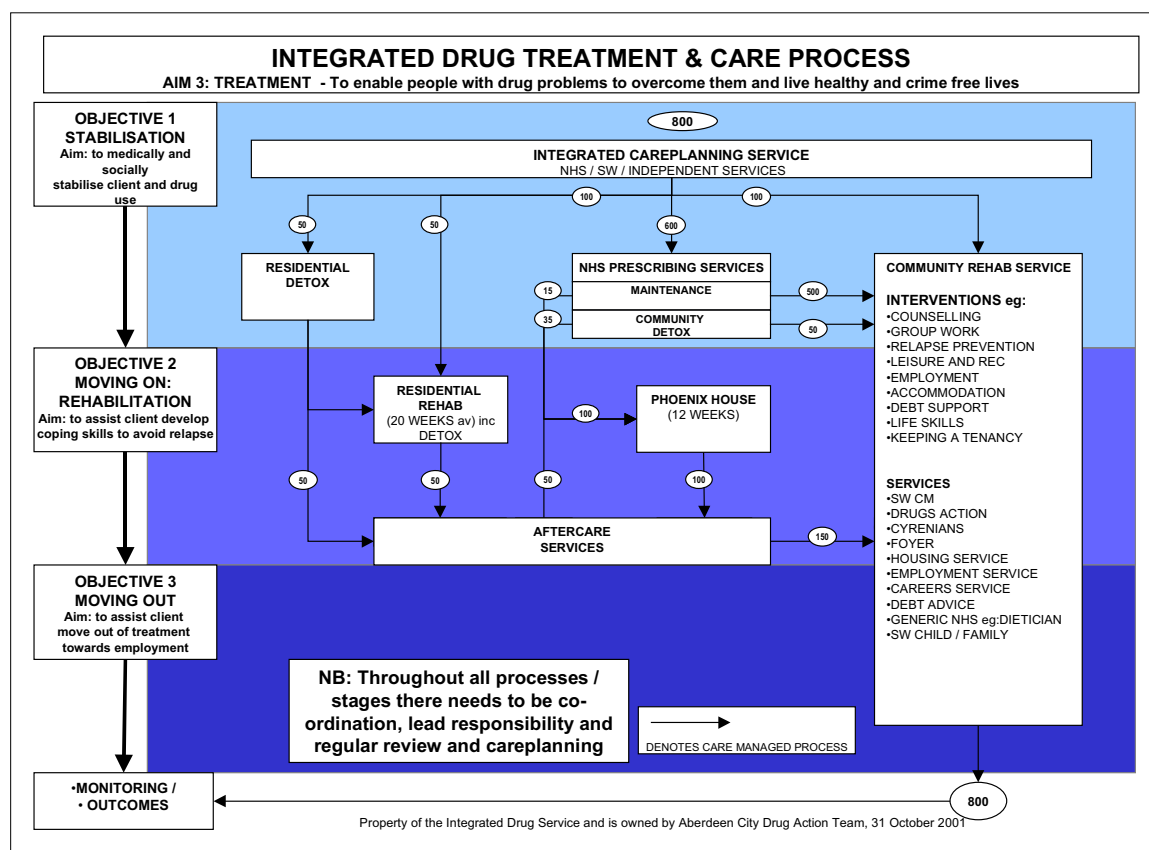 INTEGRATED DRUG TREATMENT & CARE PROCESS
AIM 3: TREATMENT - To enable people with drug problems to overcome them and live healthy and crime free lives
OBJECTIVE 1
STABILISATION
Aim: to medically and
socially
stabilise client and drug
use
800
INTEGRATED CAREPLANNING SERVICE
NHS / SW / INDEPENDENT SERVICES
100
100
50
50
600
RESIDENTIAL
DETOX
NHS PRESCRIBING SERVICES
MAINTENANCE
COMMUNITY
DETOX
15
35
500
50
COMMUNITY REHAB SERVICE
INTERVENTIONS eg:
•COUNSELLING
•GROUP WORK
•RELAPSE PREVENTION
•LEISURE AND REC
•EMPLOYMENT
•ACCOMMODATION
•DEBT SUPPORT
•LIFE SKILLS
•KEEPING A TENANCY
SERVICES
•SW CM
•DRUGS ACTION
•CYRENIANS
•FOYER
•HOUSING SERVICE
•EMPLOYMENT SERVICE
•CAREERS SERVICE
•DEBT ADVICE
•GENERIC NHS eg:DIETICIAN
•SW CHILD / FAMILY
OBJECTIVE 2
MOVING ON:
REHABILITATION
Aim: to assist client develop
coping skills to avoid relapse
RESIDENTIAL
REHAB
(20 WEEKS av) inc
DETOX
100
PHOENIX HOUSE
(12 WEEKS)
50
50
50
100
AFTERCARE
SERVICES
150
OBJECTIVE 3
MOVING OUT
Aim: to assist client
move out of treatment
towards employment
NB: Throughout all processes /
stages there needs to be co-
ordination, lead responsibility and
regular review and careplanning
DENOTES CARE MANAGED PROCESS
•MONITORING /
• OUTCOMES
800
Property of the Integrated Drug Service and is owned by Aberdeen City Drug Action Team, 31 October 2001